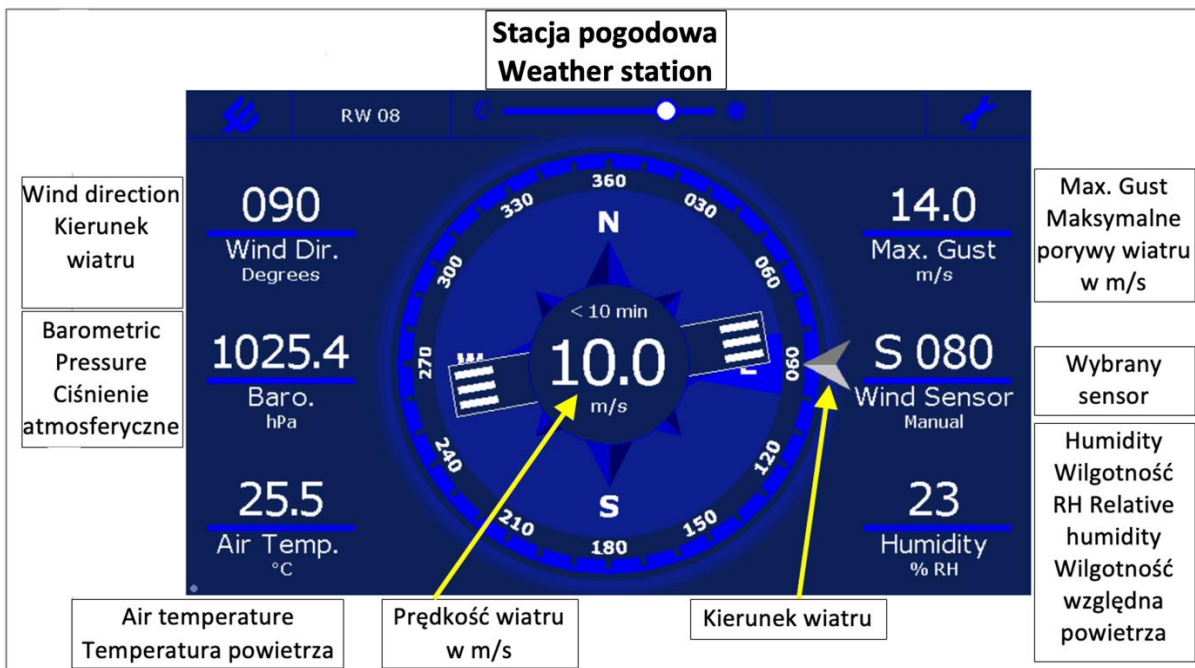 Stacja pogodowa
Weather station
RW 08
Wind direction
Kierunek
wiatru
Barometric
Pressure
Ciśnienie
atmosferyczne
090
Wind Dir.
Degrees
1025.4
Baro.
hPa
25.5
Air Temp.
°C
360
030
060
090
120
150
180
210
240
270
300
330
N
S
< 10 min
10.0
m/s
14.0
Max. Gust
m/s
S 080
Wind Sensor
Manual
23
Humidity
% RH
Max. Gust
Maksymalne
porywy wiatru
w m/s
Wybrany
sensor
Humidity
Wilgotność
RH Relative
humidity
Wilgotność
względna
powietrza
Air temperature
Temperatura powietrza
Prędkość wiatru
w m/s
Kierunek wiatru